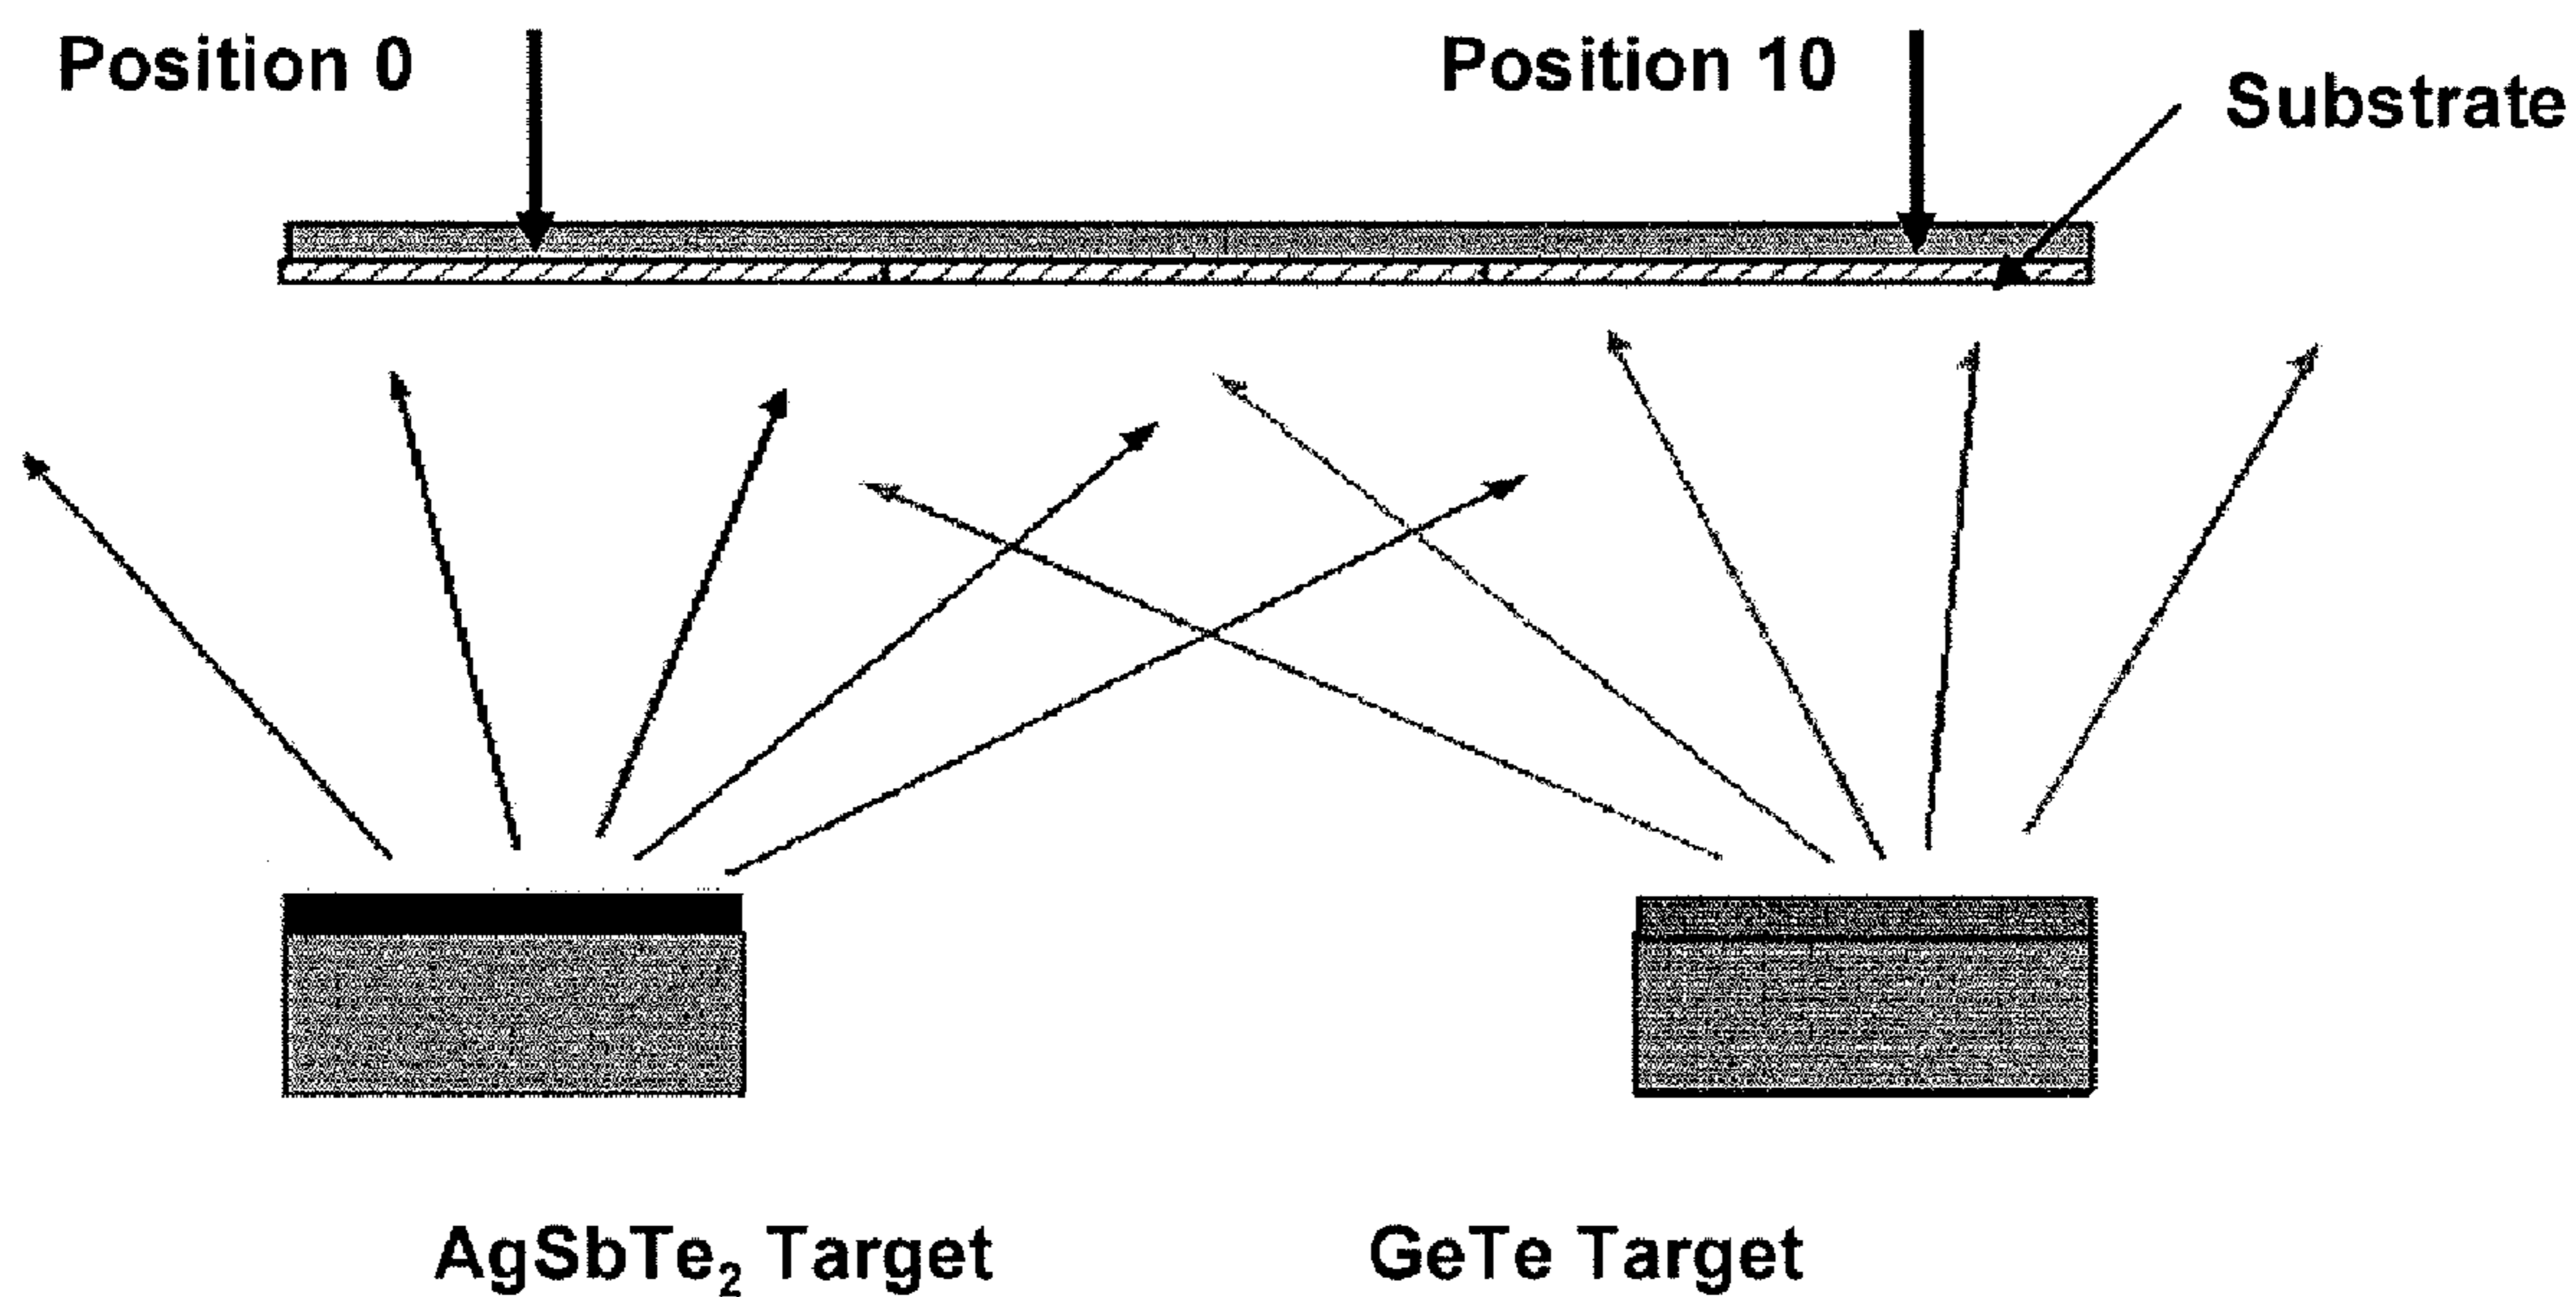 Position 0
Position 10
Substrate
AgSbTe₂ Target
GeTe Target